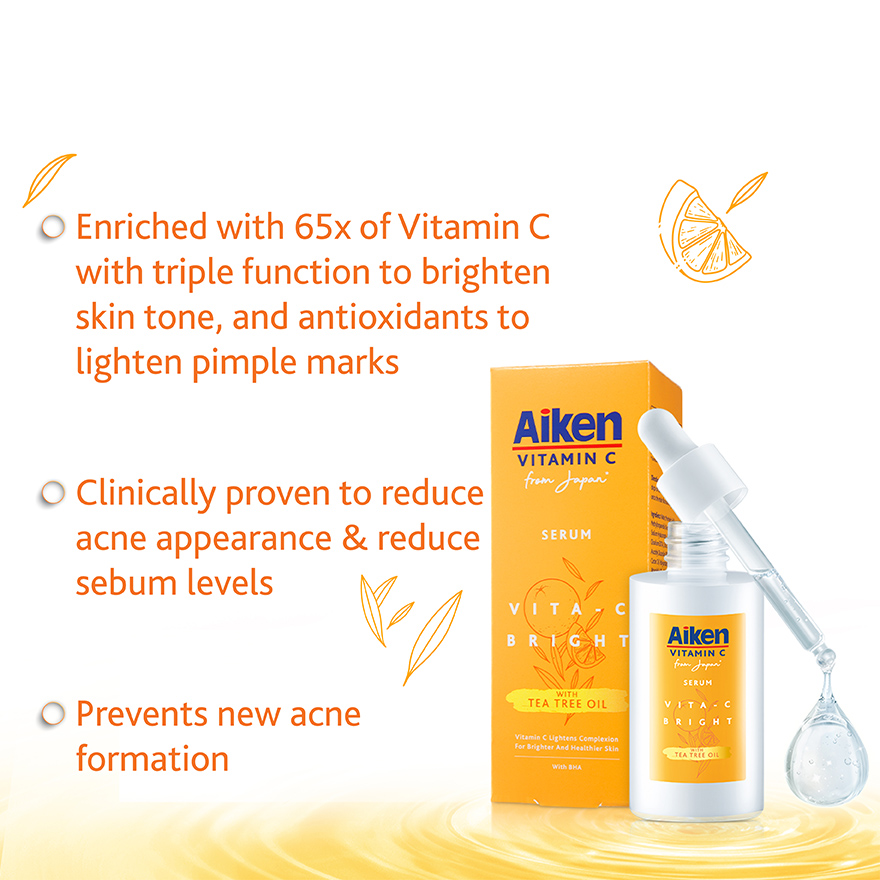 Enriched with 65x of Vitamin C
with triple function to brighten
skin tone, and antioxidants to
lighten pimple marks
Clinically proven to reduce
acne appearance & reduce
sebum levels
Prevents new acne
formation
Aiken
VITAMIN C
from Japan*
SERUM
VITA-C
BRIGHT
WITH
TEA TREE OIL
Vitamin C Lightens Complexion
For Brighter And Healthier Skin
With BHA
Aiken
VITAMIN C
from Japan*
SERUM
VITA-C
BRIGHT
WITH
TEA TREE OIL